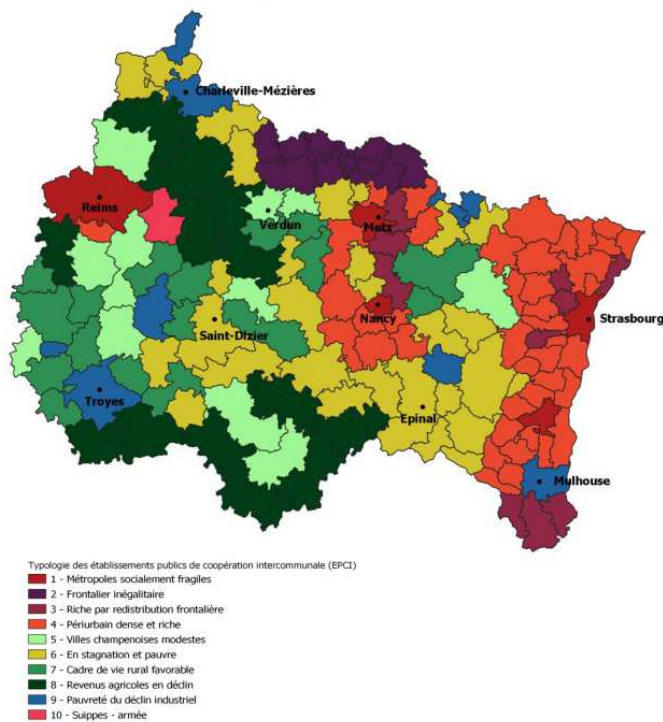 Charleville-Mézières
Reims
Verdun
Metz
Nancy
Strasbourg
Saint-Dizier
Troyes
Epinal
Mulhouse
Typologie des établissements publics de coopération intercommunale (EPCI)
1 - Métropoles socialement fragiles
2 - Frontalier inégalitaire
3 - Riche par redistribution frontalière
4 - Périurbain dense et riche
5 - Villes champenoises modestes
6 - En stagnation et pauvre
7 - Cadre de vie rural favorable
8 - Revenus agricoles en déclin
9 - Pauvreté du déclin industriel
10 - Suippes - armée